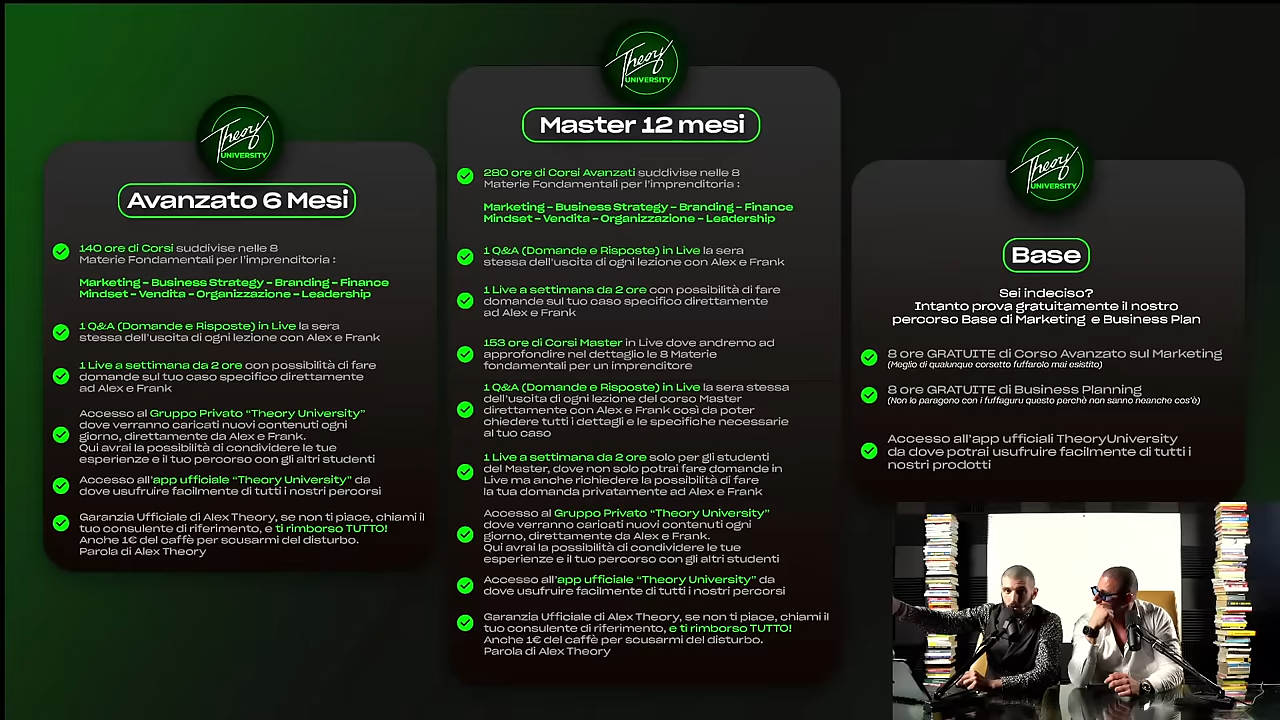 Theory
UNIVERSITY
Avanzato 6 Mesi
140 ore di Corsi suddivise nelle 8
Materie Fondamentali per l'imprenditoria :
Marketing - Business Strategy - Branding - Finance
Mindset - Vendita - Organizzazione - Leadership
1 Q&A (Domande e Risposte) in Live la sera
stessa dell'uscita di ogni lezione con Alex e Frank
1 Live a settimana da 2 ore con possibilità di fare
domande sul tuo caso specifico direttamente
ad Alex e Frank
Accesso al Gruppo Privato "Theory University"
dove verranno caricati nuovi contenuti ogni
giorno, direttamente da Alex e Frank.
Qui avrai la possibilità di condividere le tue
esperienze e il tuo percorso con gli altri studenti
Accesso all'app ufficiale "Theory University" da
dove usufruire facilmente di tutti i nostri percorsi
Garanzia Ufficiale di Alex Theory, se non ti piace, chiami il
tuo consulente di riferimento, e ti rimborso TUTTO!
Anche 1€ del caffè per scusarmi del disturbo.
Parola di Alex Theory
Theory
UNIVERSITY
Master 12 mesi
280 ore di Corsi Avanzati suddivise nelle 8
Materie Fondamentali per l'imprenditoria :
Marketing - Business Strategy - Branding - Finance
Mindset - Vendita - Organizzazione - Leadership
1 Q&A (Domande e Risposte) in Live la sera
stessa dell'uscita di ogni lezione con Alex e Frank
1 Live a settimana da 2 ore con possibilità di fare
domande sul tuo caso specifico direttamente
ad Alex e Frank
153 ore di Corsi Master in Live dove andremo ad
approfondire nel dettaglio le 8 Materie
fondamentali per un imprenditore
1 Q&A (Domande e Risposte) in Live la sera stessa
dell'uscita di ogni lezione del corso Master
direttamente con Alex e Frank così da poter
chiedere tutti i dettagli e le specifiche necessarie
al tuo caso
1 Live a settimana da 2 ore solo per gli studenti
del Master, dove non solo potrai fare domande in
Live ma anche richiedere la possibilità di fare
la tua domanda privatamente ad Alex e Frank
Accesso al Gruppo Privato "Theory University"
dove verranno caricati nuovi contenuti ogni
giorno, direttamente da Alex e Frank.
Qui avrai la possibilità di condividere le tue
esperienze e il tuo percorso con gli altri studenti
Accesso all'app ufficiale "Theory University" da
dove usufruire facilmente di tutti i nostri percorsi
Garanzia Ufficiale di Alex Theory, se non ti piace, chiami il
tuo consulente di riferimento, e ti rimborso TUTTO!
Anche 1€ del caffè per scusarmi del disturbo.
Parola di Alex Theory
Theory
UNIVERSITY
Base
Sei indeciso?
Intanto prova gratuitamente il nostro
percorso Base di Marketing e Business Plan
8 ore GRATUITE di Corso Avanzato sul Marketing
(Meglio di qualunque corsetto fuffarolo mai esistito)
8 ore GRATUITE di Business Planning
(Non lo paragono con i fuffaguru questo perchè non sanno neanche cos'è)
Accesso all'app ufficiali TheoryUniversity
da dove potrai usufruire facilmente di tutti i
nostri prodotti